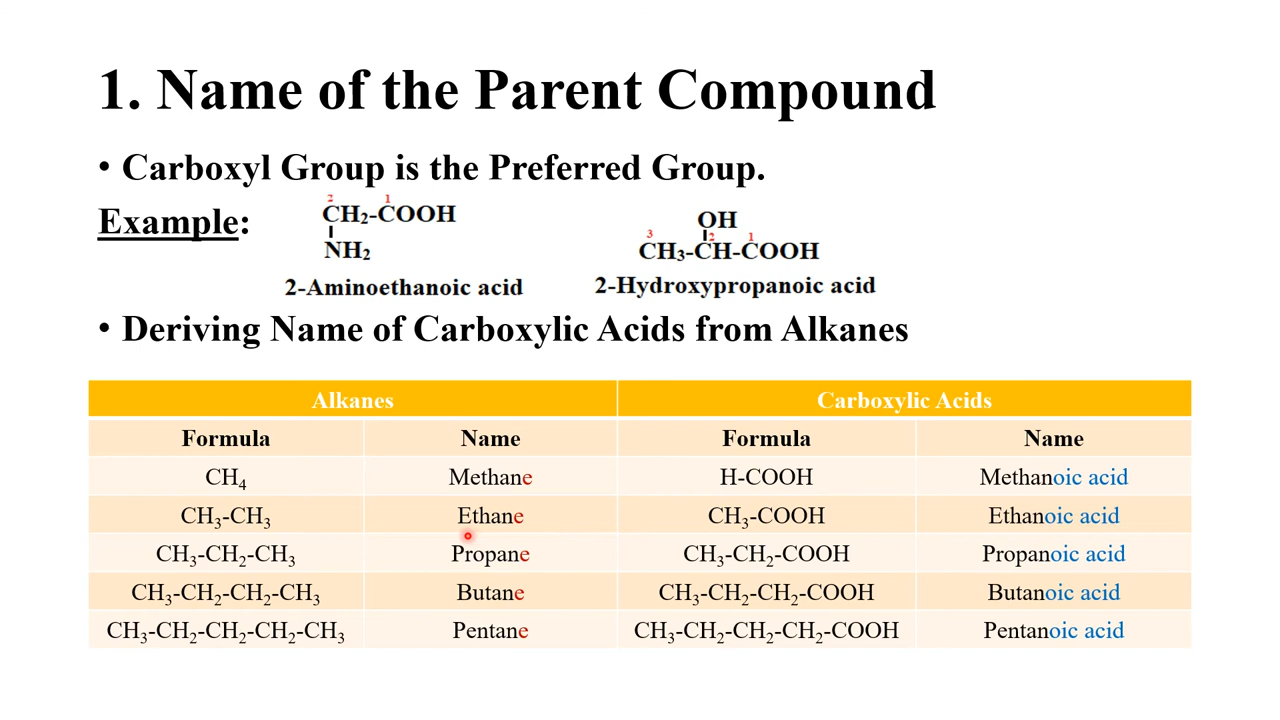 1. Name of the Parent Compound
• Carboxyl Group is the Preferred Group.
Example:
2 1
CH₂-COOH
NH₂
2-Aminoethanoic acid
OH
3 2 1
CH₃-CH-COOH
2-Hydroxypropanoic acid
• Deriving Name of Carboxylic Acids from Alkanes
Alkanes Carboxylic Acids
Formula Name Formula Name
CH₄ Methane H-COOH Methanoic acid
CH₃-CH₃ Ethane CH₃-COOH Ethanoic acid
CH₃-CH₂-CH₃ Propane CH₃-CH₂-COOH Propanoic acid
CH₃-CH₂-CH₂-CH₃ Butane CH₃-CH₂-CH₂-COOH Butanoic acid
CH₃-CH₂-CH₂-CH₂-CH₃ Pentane CH₃-CH₂-CH₂-CH₂-COOH Pentanoic acid